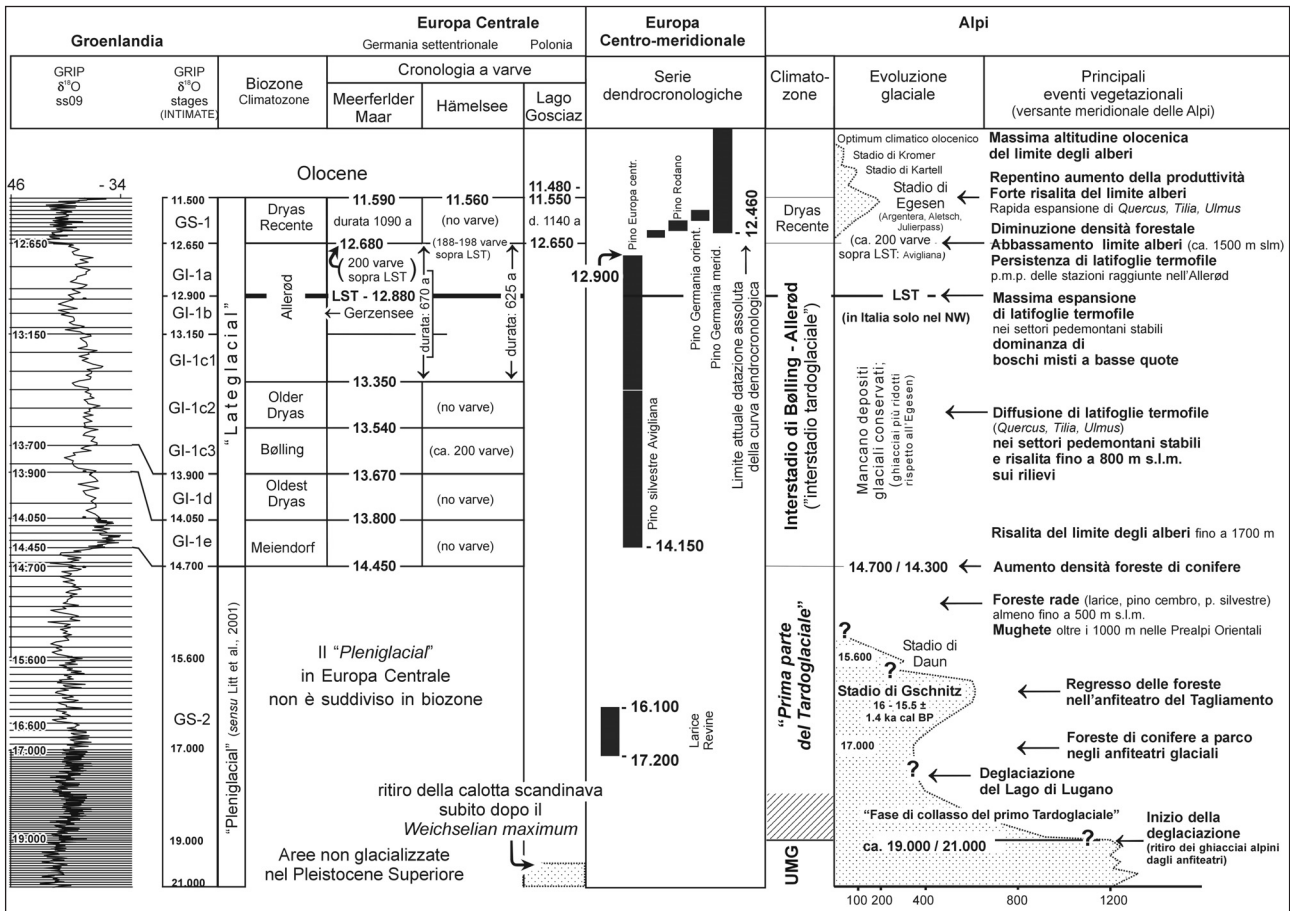 Groenlandia
Europa Centrale
Germania settentrionale
Polonia
Europa
Centro-meridionale
Alpi
GRIP
δ¹⁸O
ss09
GRIP
δ¹⁸O
stages
(INTIMATE)
Biozone
Climatozone
Cronologia a varve
Meerferlder
Maar
Hämelsee
Lago
Gosciaz
Serie
dendrocronologiche
Climato-
zone
Evoluzione
glaciale
Principali
eventi vegetazionali
(versante meridionale delle Alpi)
46
- 34
11.500
12.650
13.700
13.900
14.050
14.450
14.700
15.600
16.600
17.000
19.000
11.500
GS-1
12.650
GI-1a
12.900
GI-1b
13.150
GI-1c1
GI-1c2
GI-1c3
13.900
GI-1d
14.050
GI-1e
14.700
15.600
GS-2
17.000
19.000
21.000
"Lateglacial"
"Pleniglacial" (sensu Litt et al., 2001)
Olocene
Dryas
Recente
Allerød
Older
Dryas
Bølling
Oldest
Dryas
Meiendorf
11.590
durata 1090 a
12.680
(200 varve
sopra LST)
LST - 12.880
Gerzensee
durata: 670 a
13.350
13.540
13.670
13.800
14.450
11.560
(no varve)
(188-198 varve
sopra LST)
durata: 625 a
(no varve)
(ca. 200 varve)
(no varve)
(no varve)
11.480 -
11.550
d. 1140 a
12.650
Il "Pleniglacial"
in Europa Centrale
non è suddiviso in biozone
ritiro della calotta scandinava
subito dopo il
Weichselian maximum
Aree non glacializzate
nel Pleistocene Superiore
12.900
Pino Europa centr.
Pino Rodano
Pino Germania orient.
Pino Germania merid.
- 12.460
Limite attuale datazione assoluta
della curva dendrocronologica
Pino silvestre Avigliana
- 14.150
- 16.100
Larice
Revine
- 17.200
Dryas
Recente
Interstadio di Bølling - Allerød
("interstadio tardoglaciale")
"Prima parte
del Tardoglaciale"
UMG
Optimum climatico olocenico
Stadio di Kromer
Stadio di Kartell
Stadio di
Egesen
(Argentera, Aletsch,
Julierpass)
(ca. 200 varve
sopra LST: Avigliana)
LST
(in Italia solo nel NW)
Mancano depositi
glaciali conservati;
(ghiacciai più ridotti
rispetto all'Egesen)
14.700 / 14.300
?
15.600
Stadio di
Daun
?
Stadio di Gschnitz
16 - 15.5 ±
1.4 ka cal BP
17.000
?
"Fase di collasso del primo Tardoglaciale"
?
ca. 19.000 / 21.000
100 200 400 800 1200
Massima altitudine olocenica
del limite degli alberi
Repentino aumento della produttività
Forte risalita del limite alberi
Rapida espansione di Quercus, Tilia, Ulmus
Diminuzione densità forestale
Abbassamento limite alberi (ca. 1500 m slm)
Persistenza di latifoglie termofile
p.m.p. delle stazioni raggiunte nell'Allerød
Massima espansione
di latifoglie termofile
nei settori pedemontani stabili
dominanza di
boschi misti a basse quote
Diffusione di latifoglie termofile
(Quercus, Tilia, Ulmus)
nei settori pedemontani stabili
e risalita fino a 800 m s.l.m.
sui rilievi
Risalita del limite degli alberi fino a 1700 m
Aumento densità foreste di conifere
Foreste rade (larice, pino cembro, p. silvestre)
almeno fino a 500 m s.l.m.
Mughete oltre i 1000 m nelle Prealpi Orientali
Regresso delle foreste
nell'anfiteatro del Tagliamento
Foreste di conifere a parco
negli anfiteatri glaciali
Deglaciazione
del Lago di Lugano
Inizio della
deglaciazione
(ritiro dei ghiacciai alpini
dagli anfiteatri)